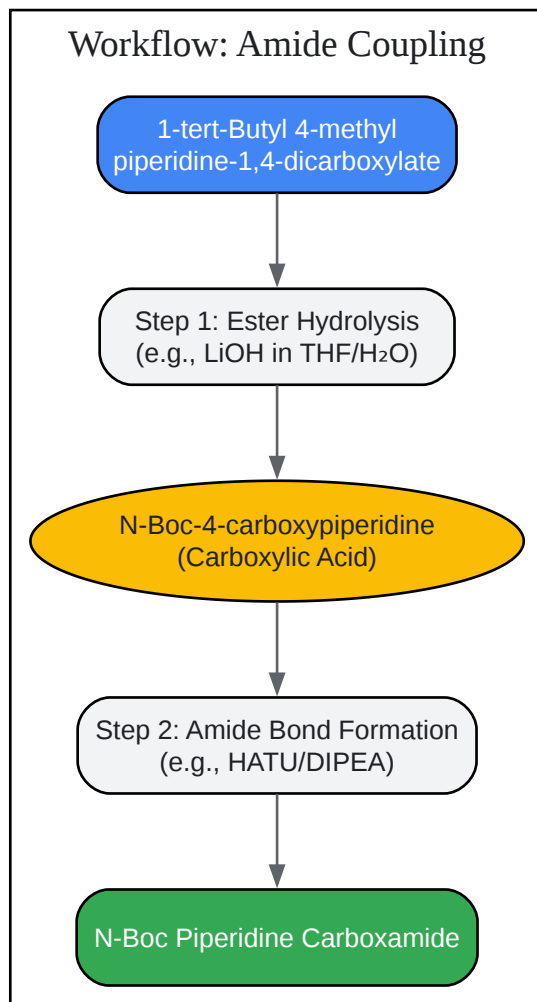 Workflow: Amide Coupling
1-tert-Butyl 4-methyl
piperidine-1,4-dicarboxylate
Step 1: Ester Hydrolysis
(e.g., LiOH in THF/H₂O)
N-Boc-4-carboxypiperidine
(Carboxylic Acid)
Step 2: Amide Bond Formation
(e.g., HATU/DIPEA)
N-Boc Piperidine Carboxamide